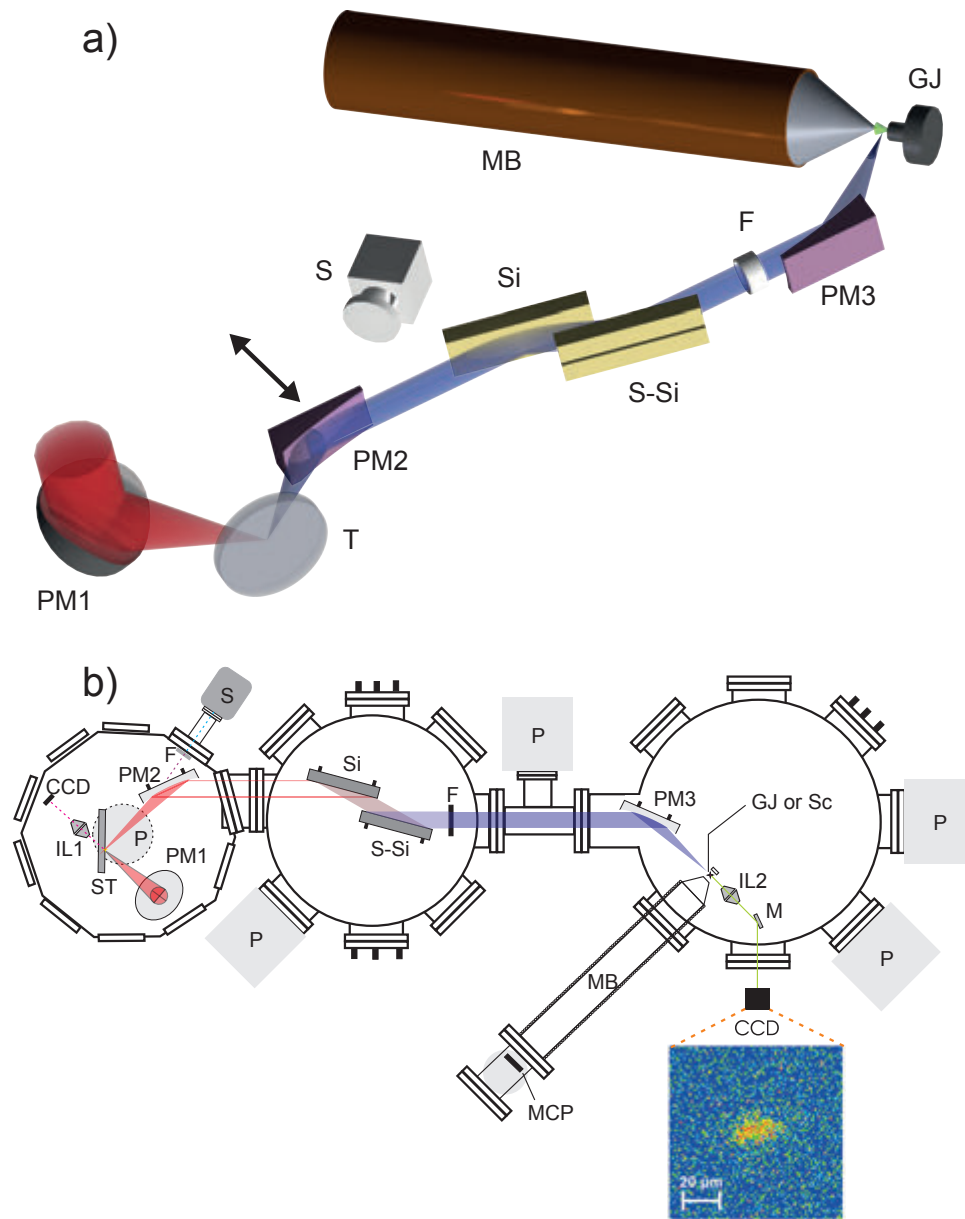 a)
GJ
MB
F
S
Si
PM3
S-Si
PM2
T
PM1
b)
S
P
F
Si
CCD
PM2
F
PM3
GJ or Sc
P
P
IL1
S-Si
PM1
IL2
ST
M
P
P
MB
CCD
MCP
20 µm